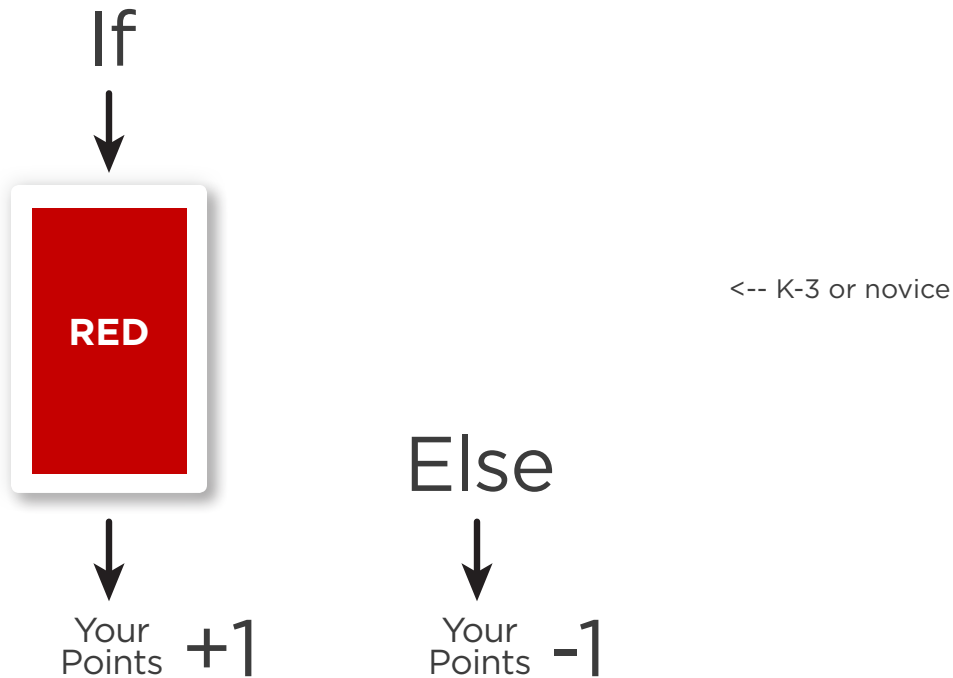 If
RED
<-- K-3 or novice
Else
Your
Points +1
Your
Points -1